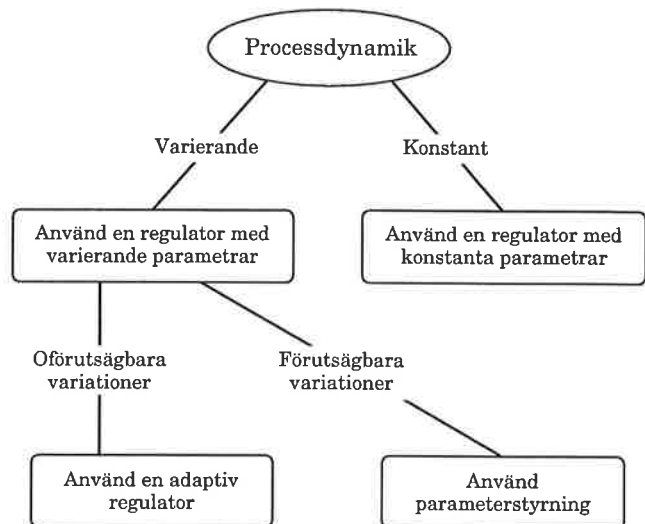 Processdynamik
Varierande
Konstant
Använd en regulator med
varierande parametrar
Använd en regulator med
konstanta parametrar
Oförutsägbara
variationer
Förutsägbara
variationer
Använd en adaptiv
regulator
Använd
parameterstyrning